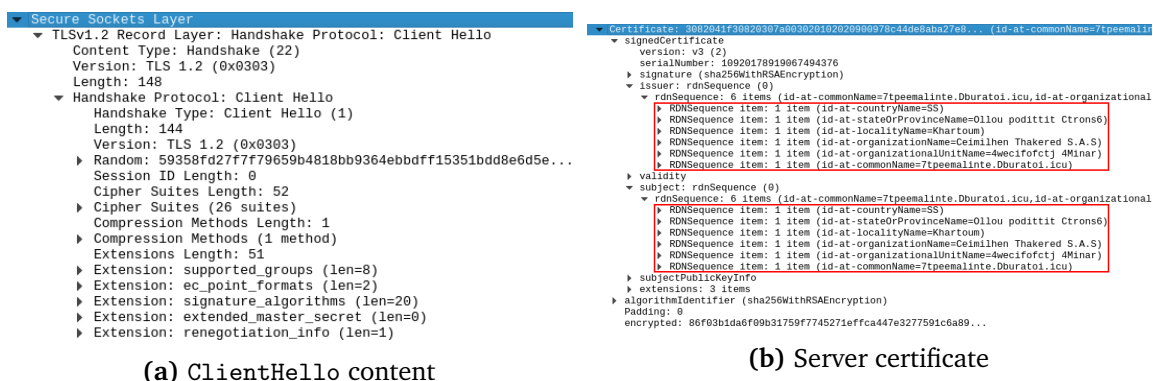 Secure Sockets Layer
TLSv1.2 Record Layer: Handshake Protocol: Client Hello
Content Type: Handshake (22)
Version: TLS 1.2 (0x0303)
Length: 148
Handshake Protocol: Client Hello
Handshake Type: Client Hello (1)
Length: 144
Version: TLS 1.2 (0x0303)
Random: 59358fd27f7f79659b4818bb9364ebbdff15351bdd8e6d5e...
Session ID Length: 0
Cipher Suites Length: 52
Cipher Suites (26 suites)
Compression Methods Length: 1
Compression Methods (1 method)
Extensions Length: 51
Extension: supported_groups (len=8)
Extension: ec_point_formats (len=2)
Extension: signature_algorithms (len=20)
Extension: extended_master_secret (len=0)
Extension: renegotiation_info (len=1)
(a) ClientHello content
Certificate: 3082041f30820307a003020102020900978c44de8aba27e8... (id-at-commonName=7tpeemalin
signedCertificate
version: v3 (2)
serialNumber: 10920178919067494376
signature (sha256WithRSAEncryption)
issuer: rdnSequence (0)
rdnSequence: 6 items (id-at-commonName=7tpeemalinte.Dburatoi.icu,id-at-organizational
RDNSequence item: 1 item (id-at-countryName=SS)
RDNSequence item: 1 item (id-at-stateOrProvinceName=Ollou podittit Ctrons6)
RDNSequence item: 1 item (id-at-localityName=Khartoum)
RDNSequence item: 1 item (id-at-organizationName=Ceimilhen Thakered S.A.S)
RDNSequence item: 1 item (id-at-organizationalUnitName=4wecifofctj 4Minar)
RDNSequence item: 1 item (id-at-commonName=7tpeemalinte.Dburatoi.icu)
validity
subject: rdnSequence (0)
rdnSequence: 6 items (id-at-commonName=7tpeemalinte.Dburatoi.icu,id-at-organizational
RDNSequence item: 1 item (id-at-countryName=SS)
RDNSequence item: 1 item (id-at-stateOrProvinceName=Ollou podittit Ctrons6)
RDNSequence item: 1 item (id-at-localityName=Khartoum)
RDNSequence item: 1 item (id-at-organizationName=Ceimilhen Thakered S.A.S)
RDNSequence item: 1 item (id-at-organizationalUnitName=4wecifofctj 4Minar)
RDNSequence item: 1 item (id-at-commonName=7tpeemalinte.Dburatoi.icu)
subjectPublicKeyInfo
extensions: 3 items
algorithmIdentifier (sha256WithRSAEncryption)
Padding: 0
encrypted: 86f03b1da6f09b31759f7745271effca447e3277591c6a89...
(b) Server certificate